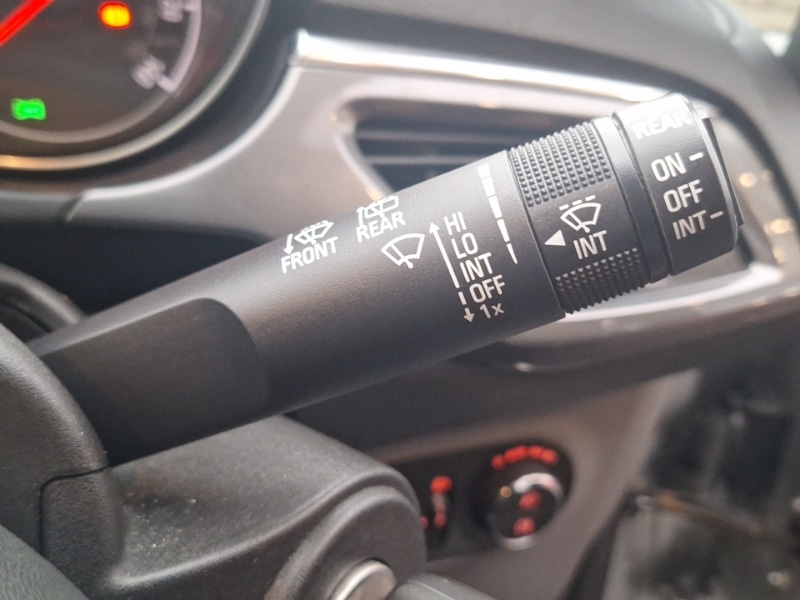 FRONT
REAR
HI
LO
INT
OFF
1x
INT
REAR
ON
OFF
INT